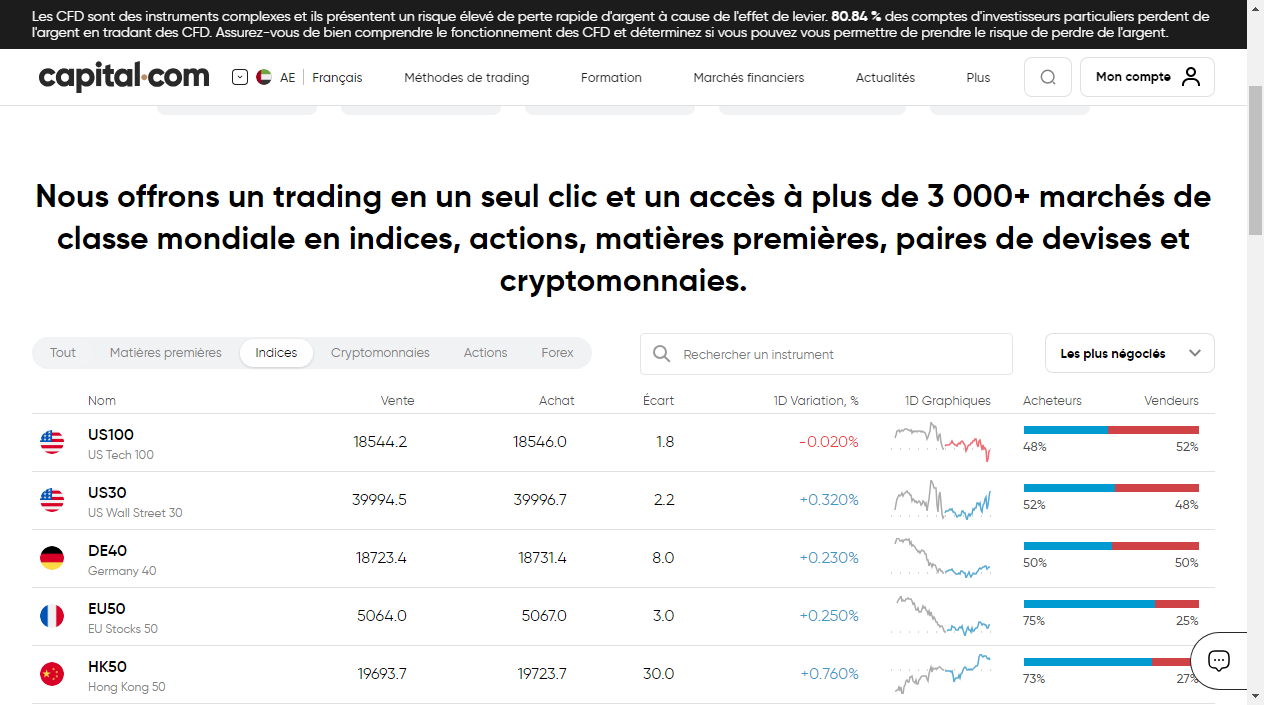 Les CFD sont des instruments complexes et ils présentent un risque élevé de perte rapide d'argent à cause de l'effet de levier. 80.84 % des comptes d'investisseurs particuliers perdent de
l'argent en tradant des CFD. Assurez-vous de bien comprendre le fonctionnement des CFD et déterminez si vous pouvez vous permettre de prendre le risque de perdre de l'argent.
capital.com AE Français Méthodes de trading Formation Marchés financiers Actualités Plus Mon compte
Nous offrons un trading en un seul clic et un accès à plus de 3 000+ marchés de
classe mondiale en indices, actions, matières premières, paires de devises et
cryptomonnaies.
Tout Matières premières Indices Cryptomonnaies Actions Forex Rechercher un instrument Les plus négociés
Nom Vente Achat Écart 1D Variation, % 1D Graphiques Acheteurs Vendeurs
US100 18544.2 18546.0 1.8 -0.020%
US Tech 100 48% 52%
US30 39994.5 39996.7 2.2 +0.320%
US Wall Street 30 52% 48%
DE40 18723.4 18731.4 8.0 +0.230%
Germany 40 50% 50%
EU50 5064.0 5067.0 3.0 +0.250%
EU Stocks 50 75% 25%
HK50 19693.7 19723.7 30.0 +0.760%
Hong Kong 50 73% 27%